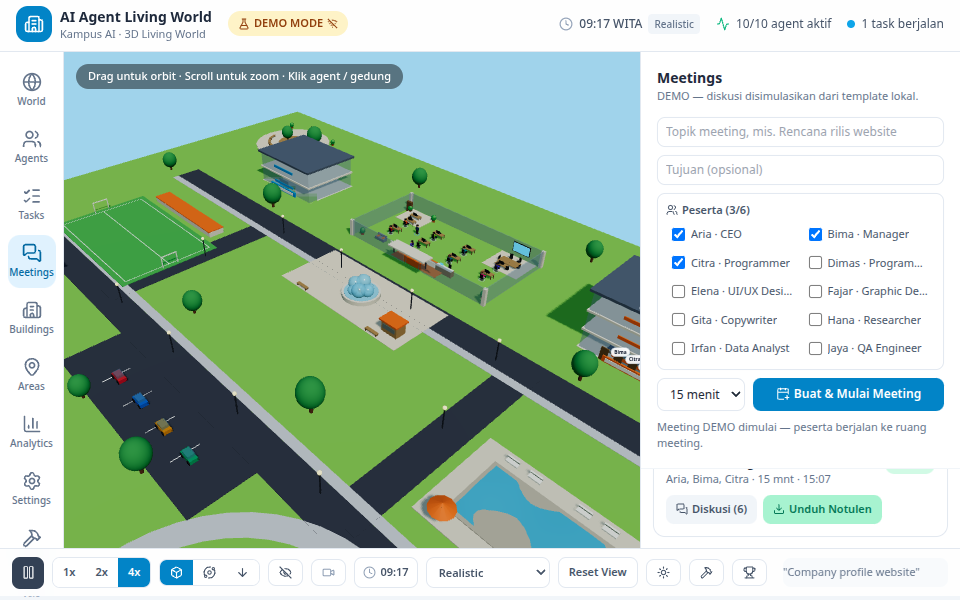 AI Agent Living World
Kampus AI · 3D Living World
DEMO MODE
09:17 WITA
Realistic
10/10 agent aktif
1 task berjalan
World
Agents
Tasks
Meetings
Buildings
Areas
Analytics
Settings
Drag untuk orbit · Scroll untuk zoom · Klik agent / gedung
Bima
Meetings
DEMO — diskusi disimulasikan dari template lokal.
Topik meeting, mis. Rencana rilis website
Tujuan (opsional)
Peserta (3/6)
Aria · CEO
Bima · Manager
Citra · Programmer
Dimas · Program...
Elena · UI/UX Desi...
Fajar · Graphic De...
Gita · Copywriter
Hana · Researcher
Irfan · Data Analyst
Jaya · QA Engineer
15 menit
Buat & Mulai Meeting
Meeting DEMO dimulai — peserta berjalan ke ruang
meeting.
Aria, Bima, Citra · 15 mnt · 15:07
Diskusi (6)
Unduh Notulen
1x
2x
4x
09:17
Realistic
Reset View
"Company profile website"